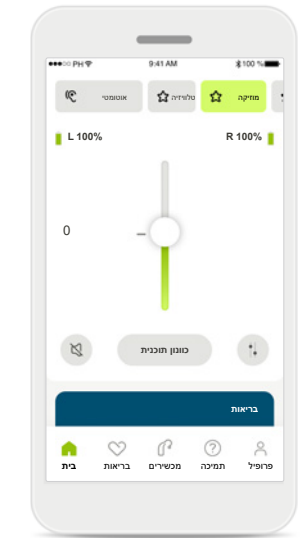 ●●●○○ PH 9:41 AM 100 %
אוטומטי
טלוויזיה
מוזיקה
L 100%
R 100%
0
כוונון תוכנית
בריאות
בית
בריאות
מכשירים
תמיכה
פרופיל